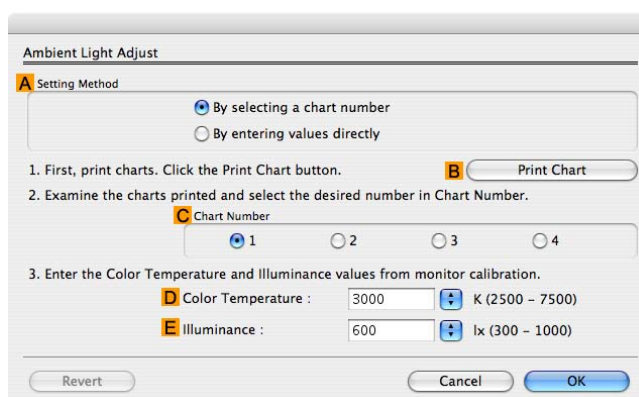 Ambient Light Adjust
A Setting Method
By selecting a chart number
By entering values directly
1. First, print charts. Click the Print Chart button. B Print Chart
2. Examine the charts printed and select the desired number in Chart Number.
C Chart Number
1 2 3 4
3. Enter the Color Temperature and Illuminance values from monitor calibration.
D Color Temperature : 3000 K (2500 – 7500)
E Illuminance : 600 lx (300 – 1000)
Revert Cancel OK